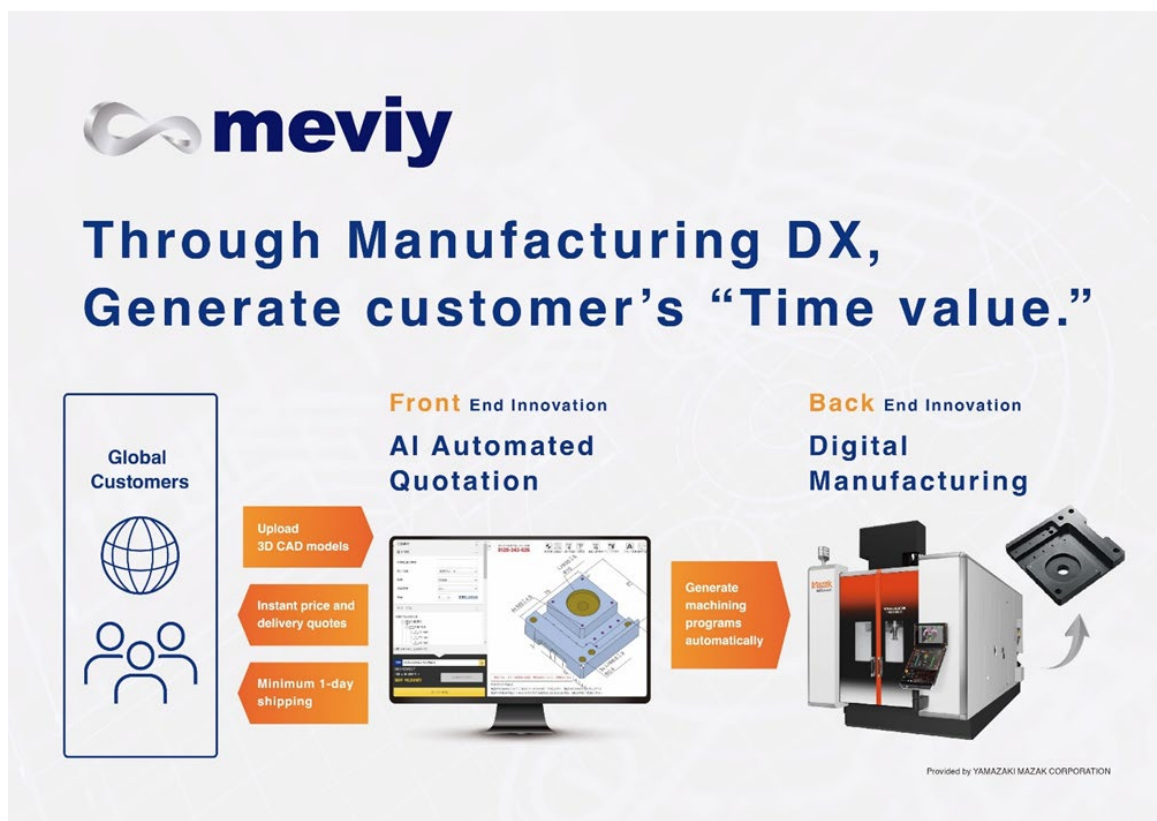 meviy
Through Manufacturing DX,
Generate customer’s “Time value.”
Global
Customers
Front End Innovation
AI Automated
Quotation
Upload
3D CAD models
Instant price and
delivery quotes
Minimum 1-day
shipping
Generate
machining
programs
automatically
Back End Innovation
Digital
Manufacturing
Mazak
Provided by YAMAZAKI MAZAK CORPORATION